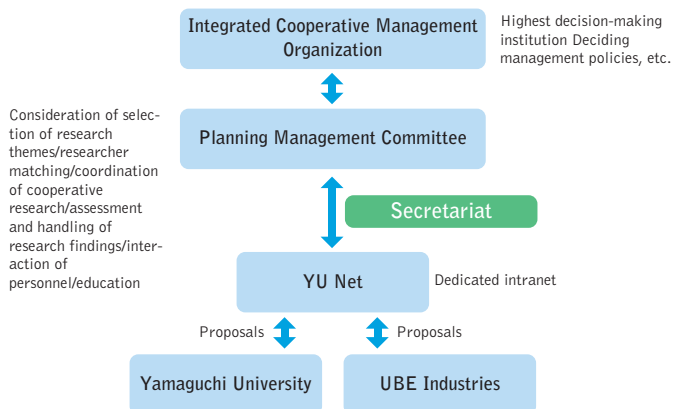 Integrated Cooperative Management
Organization
Highest decision-making
institution Deciding
management policies, etc.
Consideration of selec-
tion of research
themes/researcher
matching/coordination
of cooperative
research/assessment
and handling of
research findings/inter-
action of
personnel/education
Planning Management Committee
Secretariat
YU Net
Dedicated intranet
Proposals
Proposals
Yamaguchi University
UBE Industries